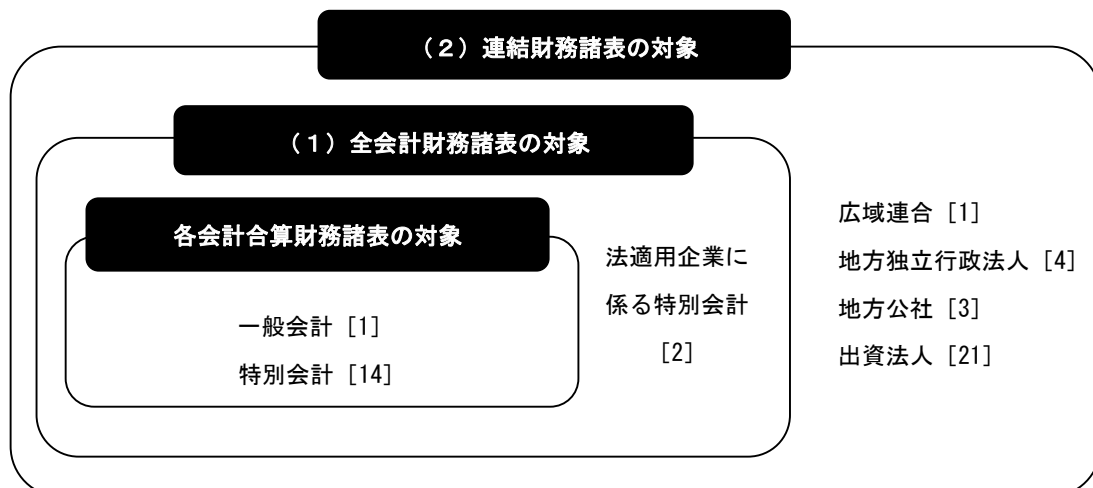 （２）連結財務諸表の対象
（１）全会計財務諸表の対象
各会計合算財務諸表の対象
一般会計 [1]
特別会計 [14]
法適用企業に
係る特別会計
[2]
広域連合 [1]
地方独立行政法人 [4]
地方公社 [3]
出資法人 [21]